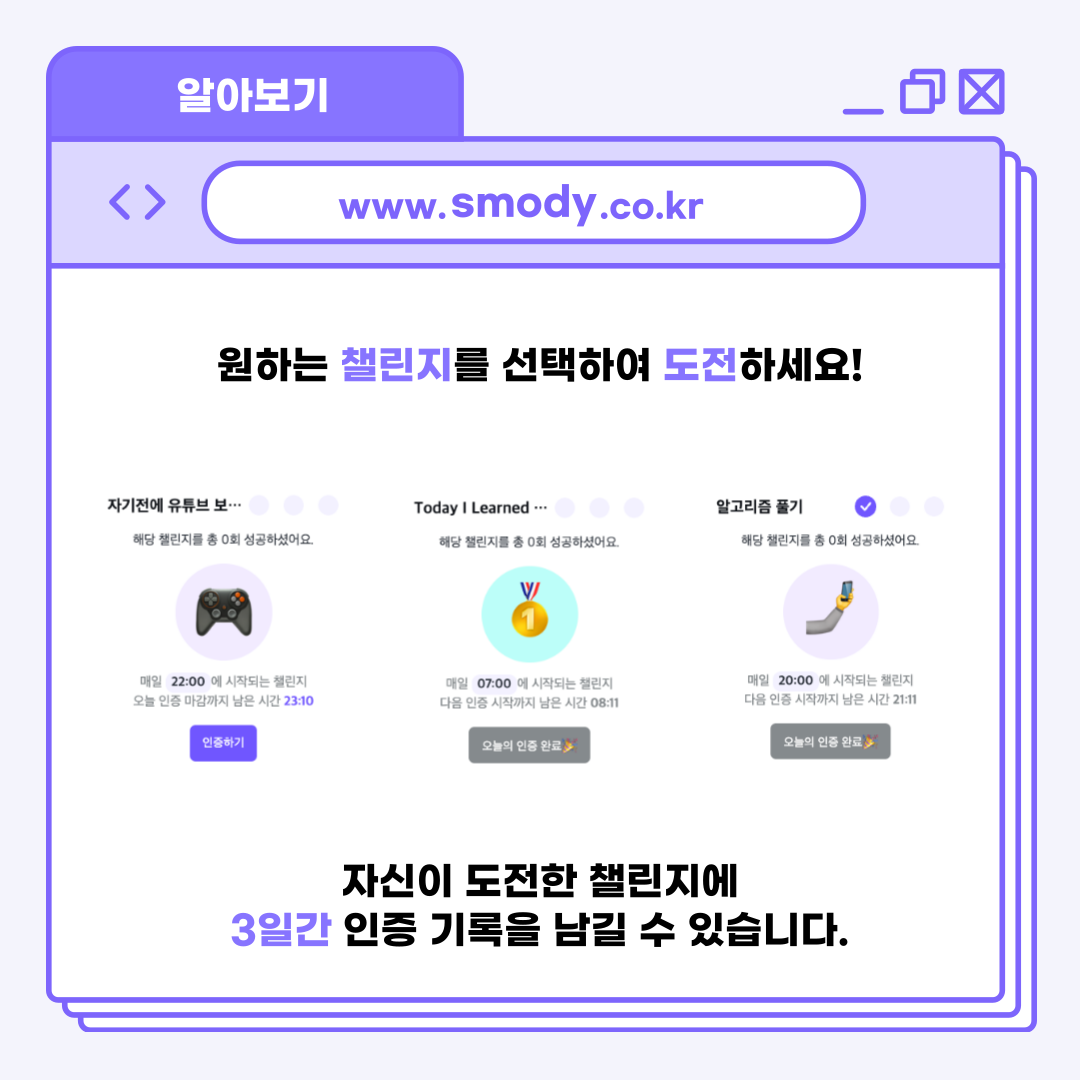 알아보기
www.smody.co.kr
원하는 챌린지를 선택하여 도전하세요!
자기전에 유튜브 보···
해당 챌린지를 총 0회 성공하셨어요.
매일 22:00 에 시작되는 챌린지
오늘 인증 마감까지 남은 시간 23:10
인증하기
Today I Learned ···
해당 챌린지를 총 0회 성공하셨어요.
1
매일 07:00 에 시작되는 챌린지
다음 인증 시작까지 남은 시간 08:11
오늘의 인증 완료🎉
알고리즘 풀기
해당 챌린지를 총 0회 성공하셨어요.
매일 20:00 에 시작되는 챌린지
다음 인증 시작까지 남은 시간 21:11
오늘의 인증 완료🎉
자신이 도전한 챌린지에
3일간 인증 기록을 남길 수 있습니다.